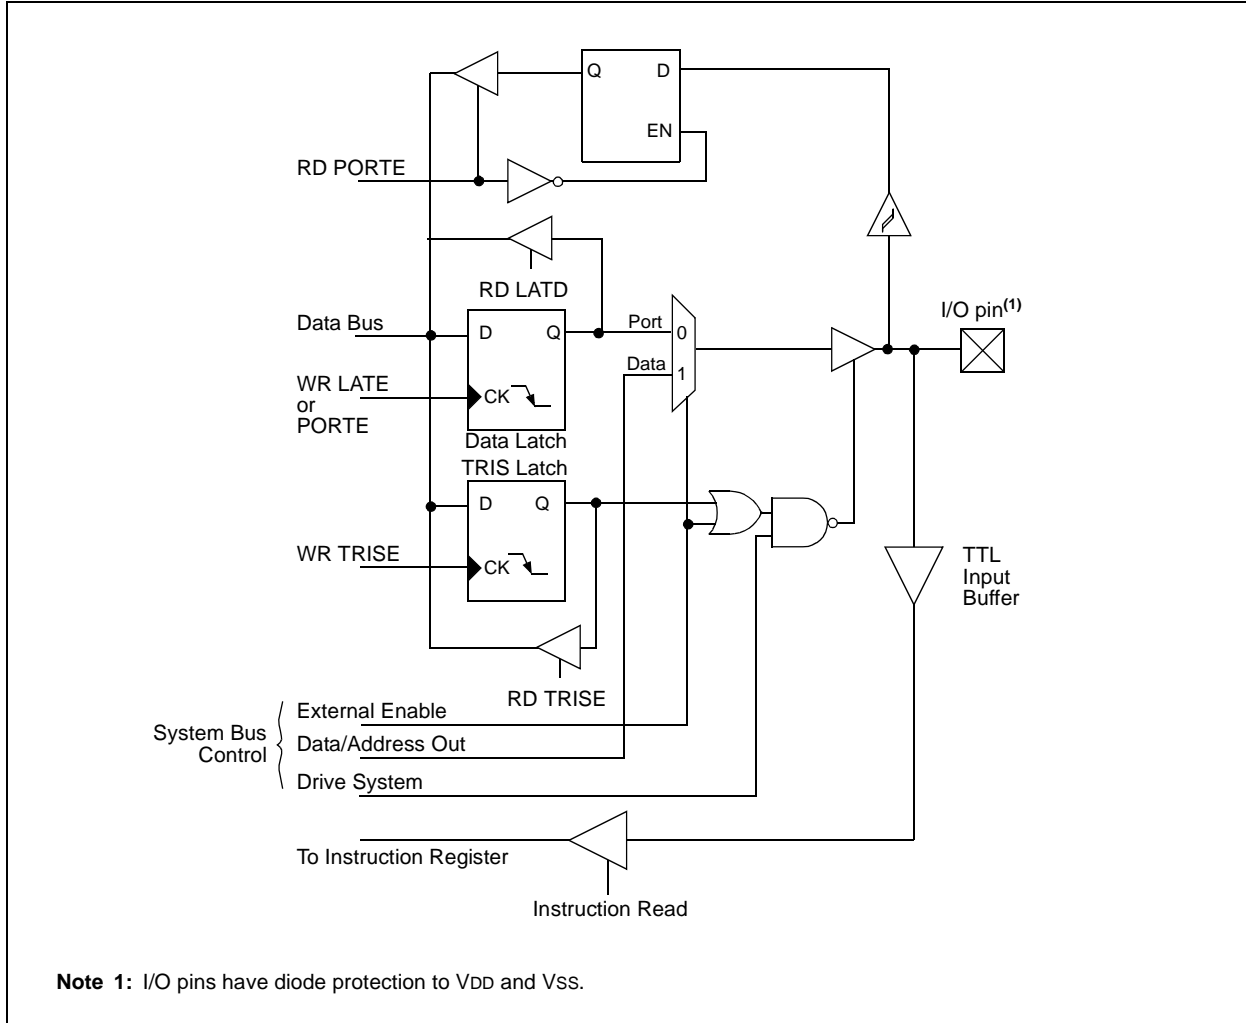 Q D
EN
RD PORTE
RD LATD
I/O pin(1)
Data Bus
D Q
Port 0
Data 1
WR LATE
or
PORTE
CK
Data Latch
TRIS Latch
D Q
WR TRISE
CK
TTL
Input
Buffer
RD TRISE
System Bus
Control
External Enable
Data/Address Out
Drive System
To Instruction Register
Instruction Read
Note 1: I/O pins have diode protection to VDD and VSS.